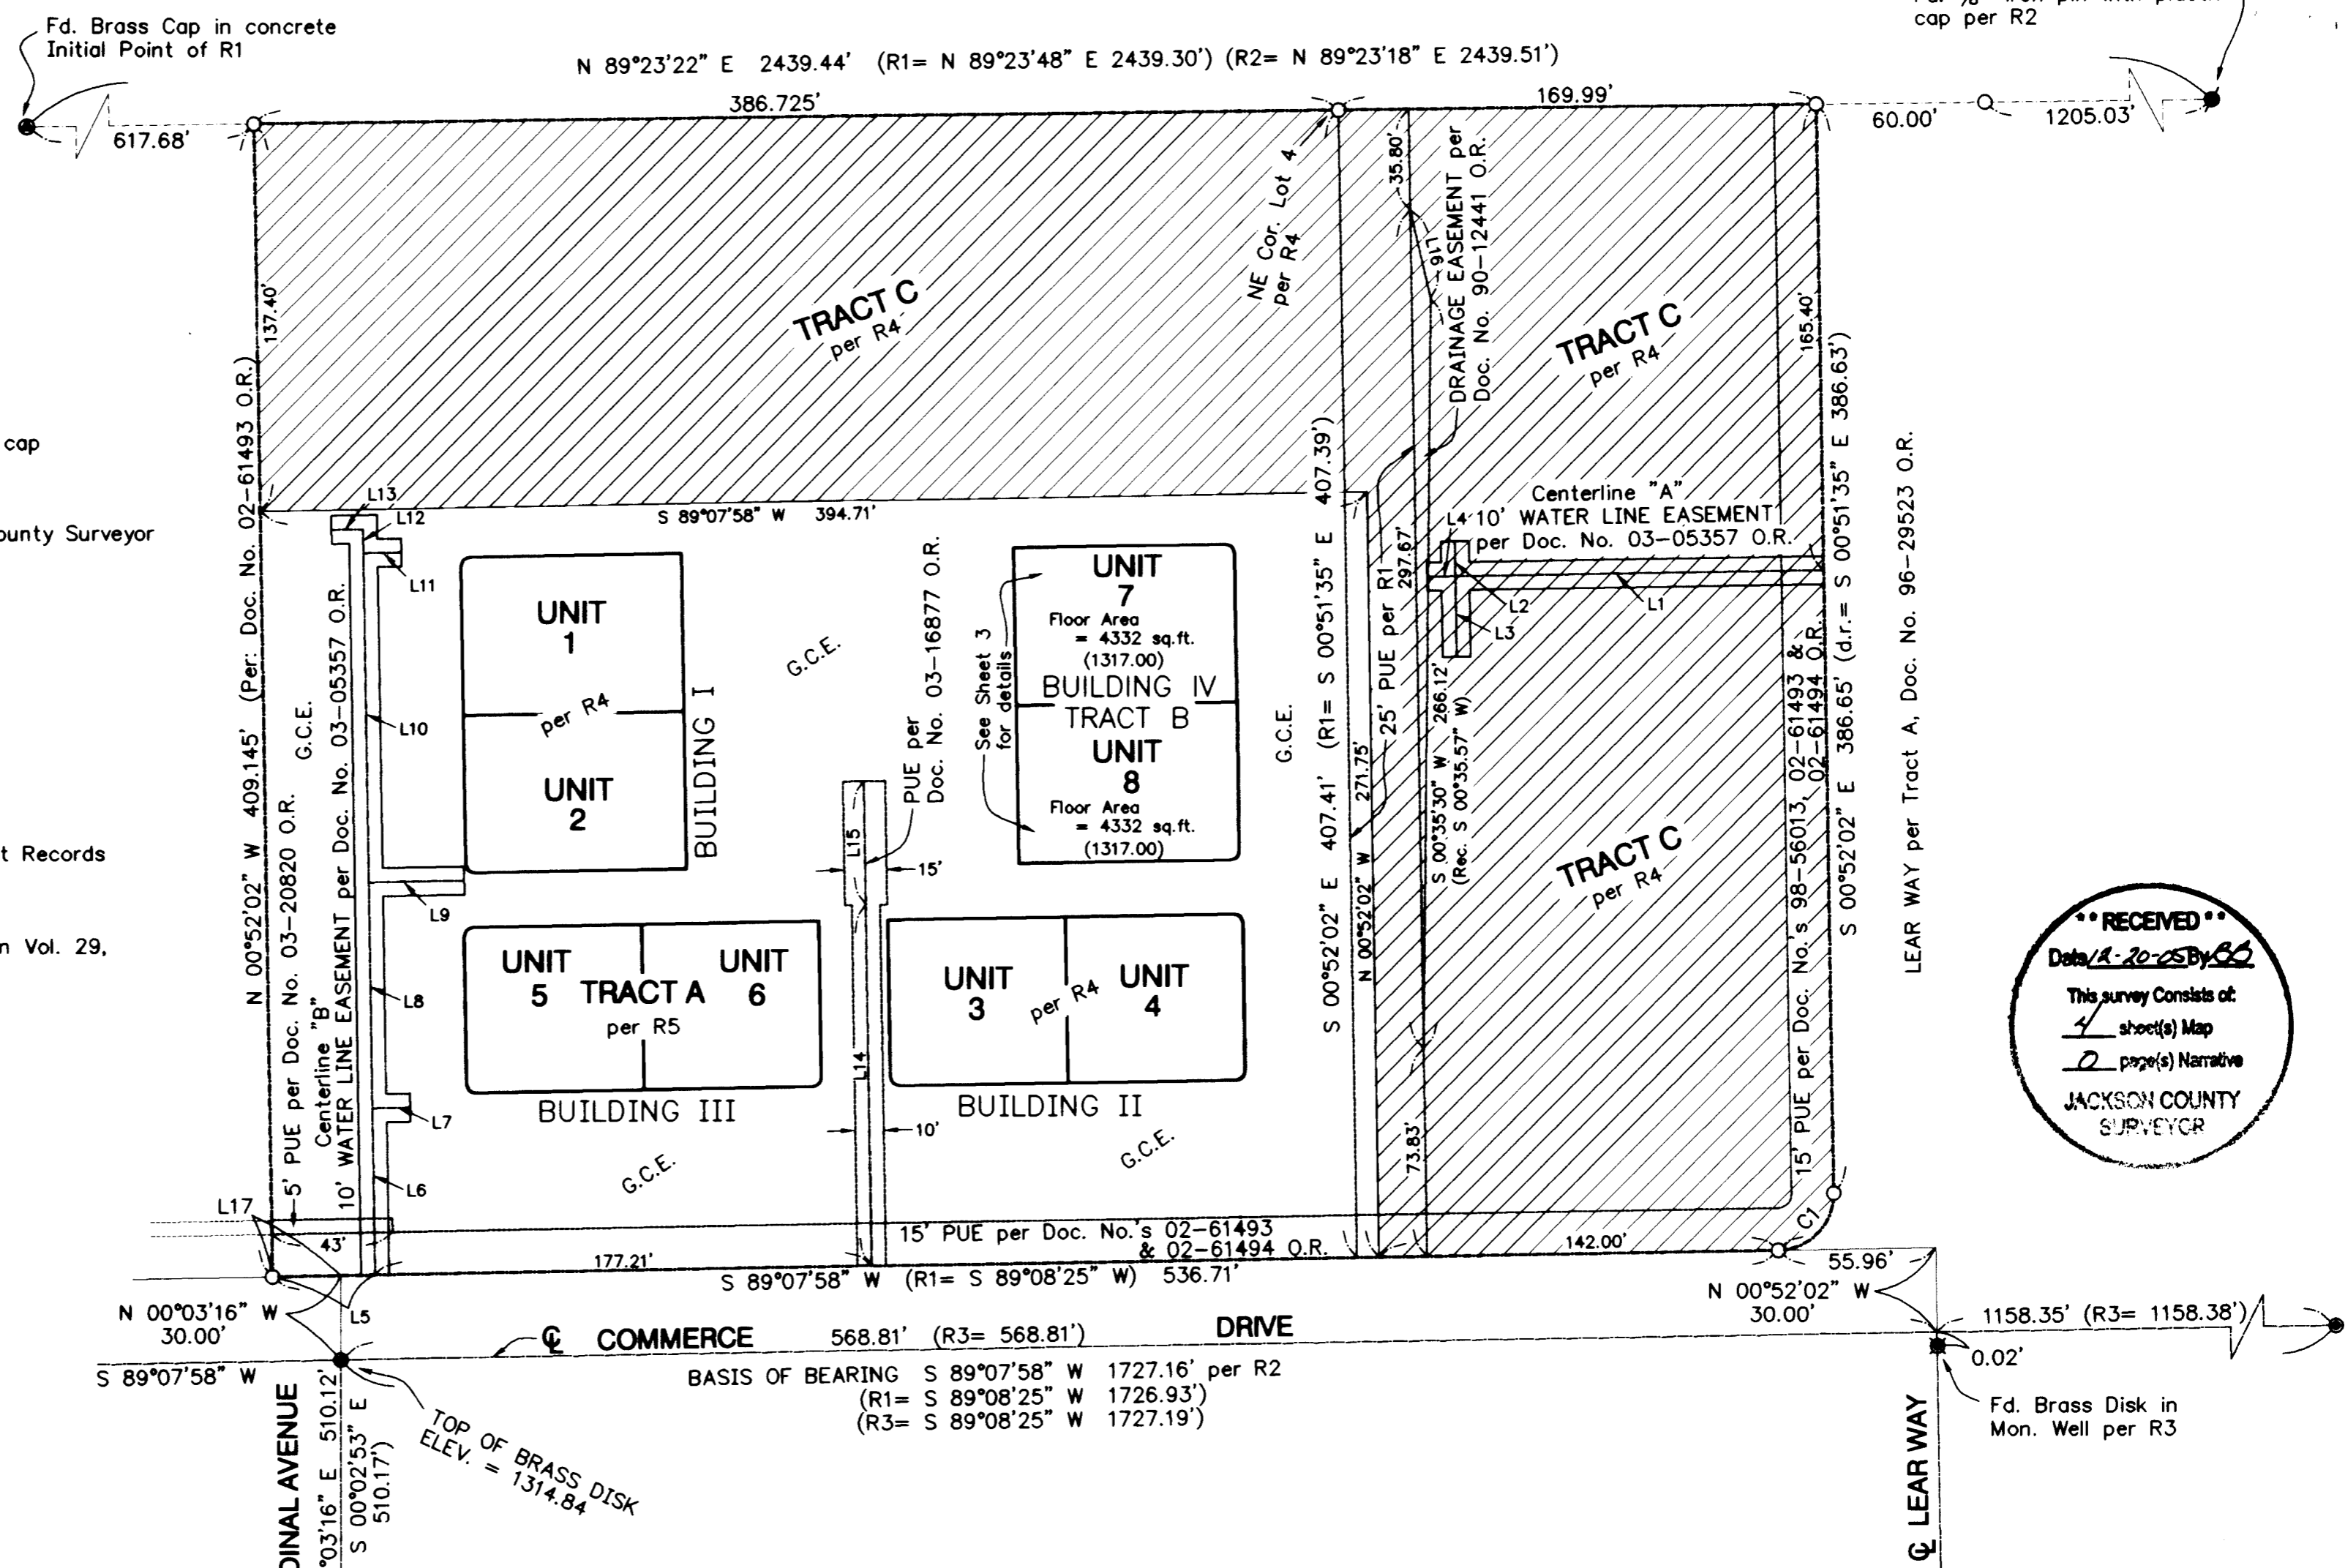 Fd. Brass Cap in concrete
Initial Point of R1
cap per R2
N 89°23'22" E 2439.44' (R1= N 89°23'48" E 2439.30') (R2= N 89°23'18" E 2439.51')
617.68'
386.725'
169.99'
60.00'
1205.03'
137.40'
TRACT C
per R4
NE Cor. Lot 4
per R4
35.80'
L16
DRAINAGE EASEMENT per
Doc. No. 90-12441 O.R.
TRACT C
per R4
165.40'
N 00°52'02" W 409.145' (Per: Doc. No. 02-61493 O.R.)
S 89°07'58" W 394.71'
cap
ounty Surveyor
t Records
n Vol. 29,
L13
L12
L11
L10
L9
L8
L7
L6
G.C.E.
5' PUE per Doc. No. 03-20820 O.R.
Centerline "B"
10' WATER LINE EASEMENT per Doc. No. 03-05357 O.R.
UNIT
1
per R4
UNIT
2
BUILDING I
G.C.E.
PUE per
Doc. No. 03-16877 O.R.
See Sheet 3
for details
UNIT
7
Floor Area
= 4332 sq.ft.
(1317.00)
BUILDING IV
TRACT B
UNIT
8
Floor Area
= 4332 sq.ft.
(1317.00)
G.C.E.
L15
15'
UNIT
5
TRACT A
per R5
UNIT
6
BUILDING III
L14
10'
UNIT
3
per R4
UNIT
4
BUILDING II
G.C.E.
G.C.E.
S 00°52'02" E 407.41' (R1= S 00°51'35" E 407.39')
N 00°52'02" W 271.75'
25' PUE per R1
297.67'
S 00°35'30" W 266.12'
(Rec. S 00°35.57" W)
73.83'
Centerline "A"
L4
10' WATER LINE EASEMENT
per Doc. No. 03-05357 O.R.
L2
L1
L3
TRACT C
per R4
15' PUE per Doc. No.'s 98-56013, 02-61493 &
02-61494 O.R.
S 00°52'02" E 386.65' (d.r.= S 00°51'35" E 386.63')
LEAR WAY per Tract A, Doc. No. 96-29523 O.R.
** RECEIVED **
Date 12-20-05 By BB
This survey Consists of:
4 sheet(s) Map
0 page(s) Narrative
JACKSON COUNTY
SURVEYOR
L17
43'
15' PUE per Doc. No.'s 02-61493
& 02-61494 O.R.
177.21'
142.00'
C1
55.96'
S 89°07'58" W (R1= S 89°08'25" W) 536.71'
L5
N 00°03'16" W
30.00'
N 00°52'02" W
30.00'
S 89°07'58" W
℄ COMMERCE 568.81' (R3= 568.81') DRIVE
1158.35' (R3= 1158.38')
0.02'
BASIS OF BEARING S 89°07'58" W 1727.16' per R2
(R1= S 89°08'25" W 1726.93')
(R3= S 89°08'25" W 1727.19')
Fd. Brass Disk in
Mon. Well per R3
TOP OF BRASS DISK
ELEV. = 1314.84
DINAL AVENUE
°03'16" E 510.12'
S 00°02'53" E
510.17')
℄ LEAR WAY